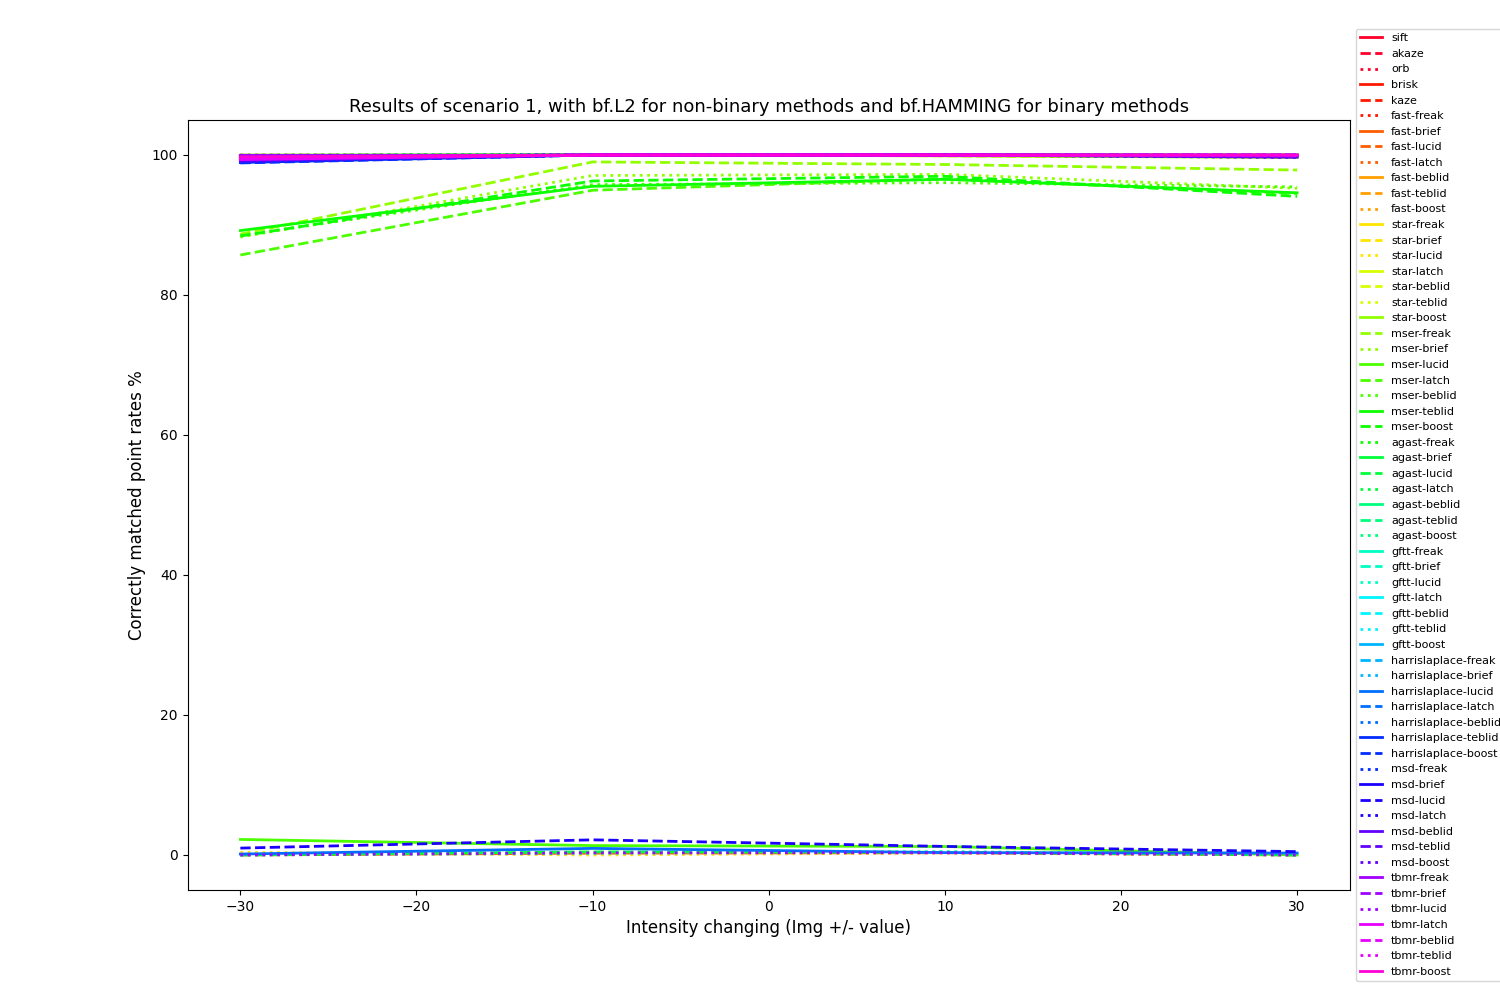 Results of scenario 1, with bf.L2 for non-binary methods and bf.HAMMING for binary methods
Correctly matched point rates %
100
80
60
40
20
0
−30
−20
−10
0
10
20
30
Intensity changing (Img +/- value)
sift
akaze
orb
brisk
kaze
fast-freak
fast-brief
fast-lucid
fast-latch
fast-beblid
fast-teblid
fast-boost
star-freak
star-brief
star-lucid
star-latch
star-beblid
star-teblid
star-boost
mser-freak
mser-brief
mser-lucid
mser-latch
mser-beblid
mser-teblid
mser-boost
agast-freak
agast-brief
agast-lucid
agast-latch
agast-beblid
agast-teblid
agast-boost
gftt-freak
gftt-brief
gftt-lucid
gftt-latch
gftt-beblid
gftt-teblid
gftt-boost
harrislaplace-freak
harrislaplace-brief
harrislaplace-lucid
harrislaplace-latch
harrislaplace-beblid
harrislaplace-teblid
harrislaplace-boost
msd-freak
msd-brief
msd-lucid
msd-latch
msd-beblid
msd-teblid
msd-boost
tbmr-freak
tbmr-brief
tbmr-lucid
tbmr-latch
tbmr-beblid
tbmr-teblid
tbmr-boost